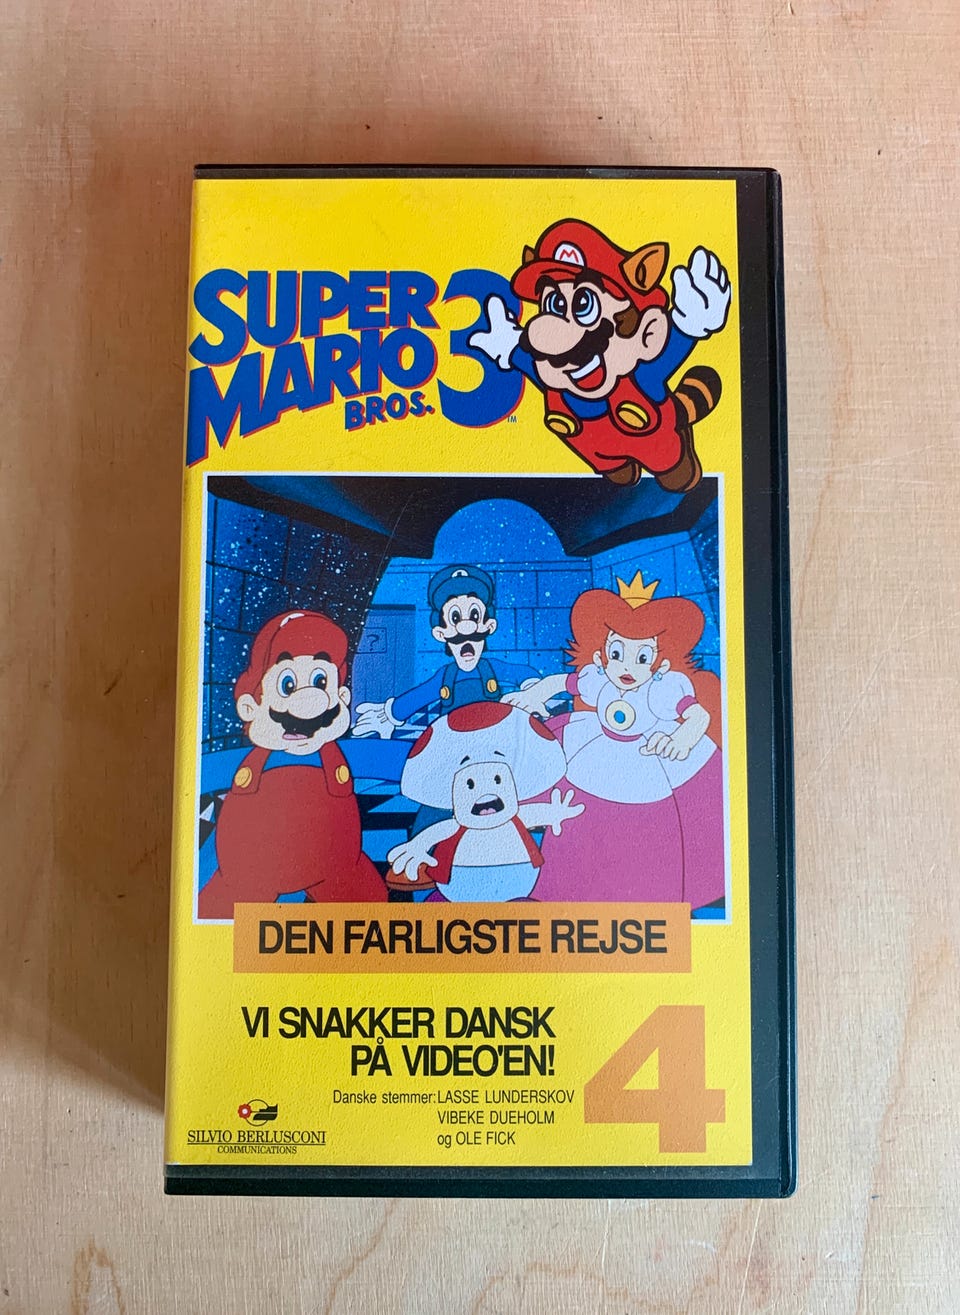 SUPER
MARIO 3
BROS.
TM
M
?
DEN FARLIGSTE REJSE
VI SNAKKER DANSK
PÅ VIDEO'EN!
4
Danske stemmer: LASSE LUNDERSKOV
VIBEKE DUEHOLM
og OLE FICK
SILVIO BERLUSCONI
COMMUNICATIONS